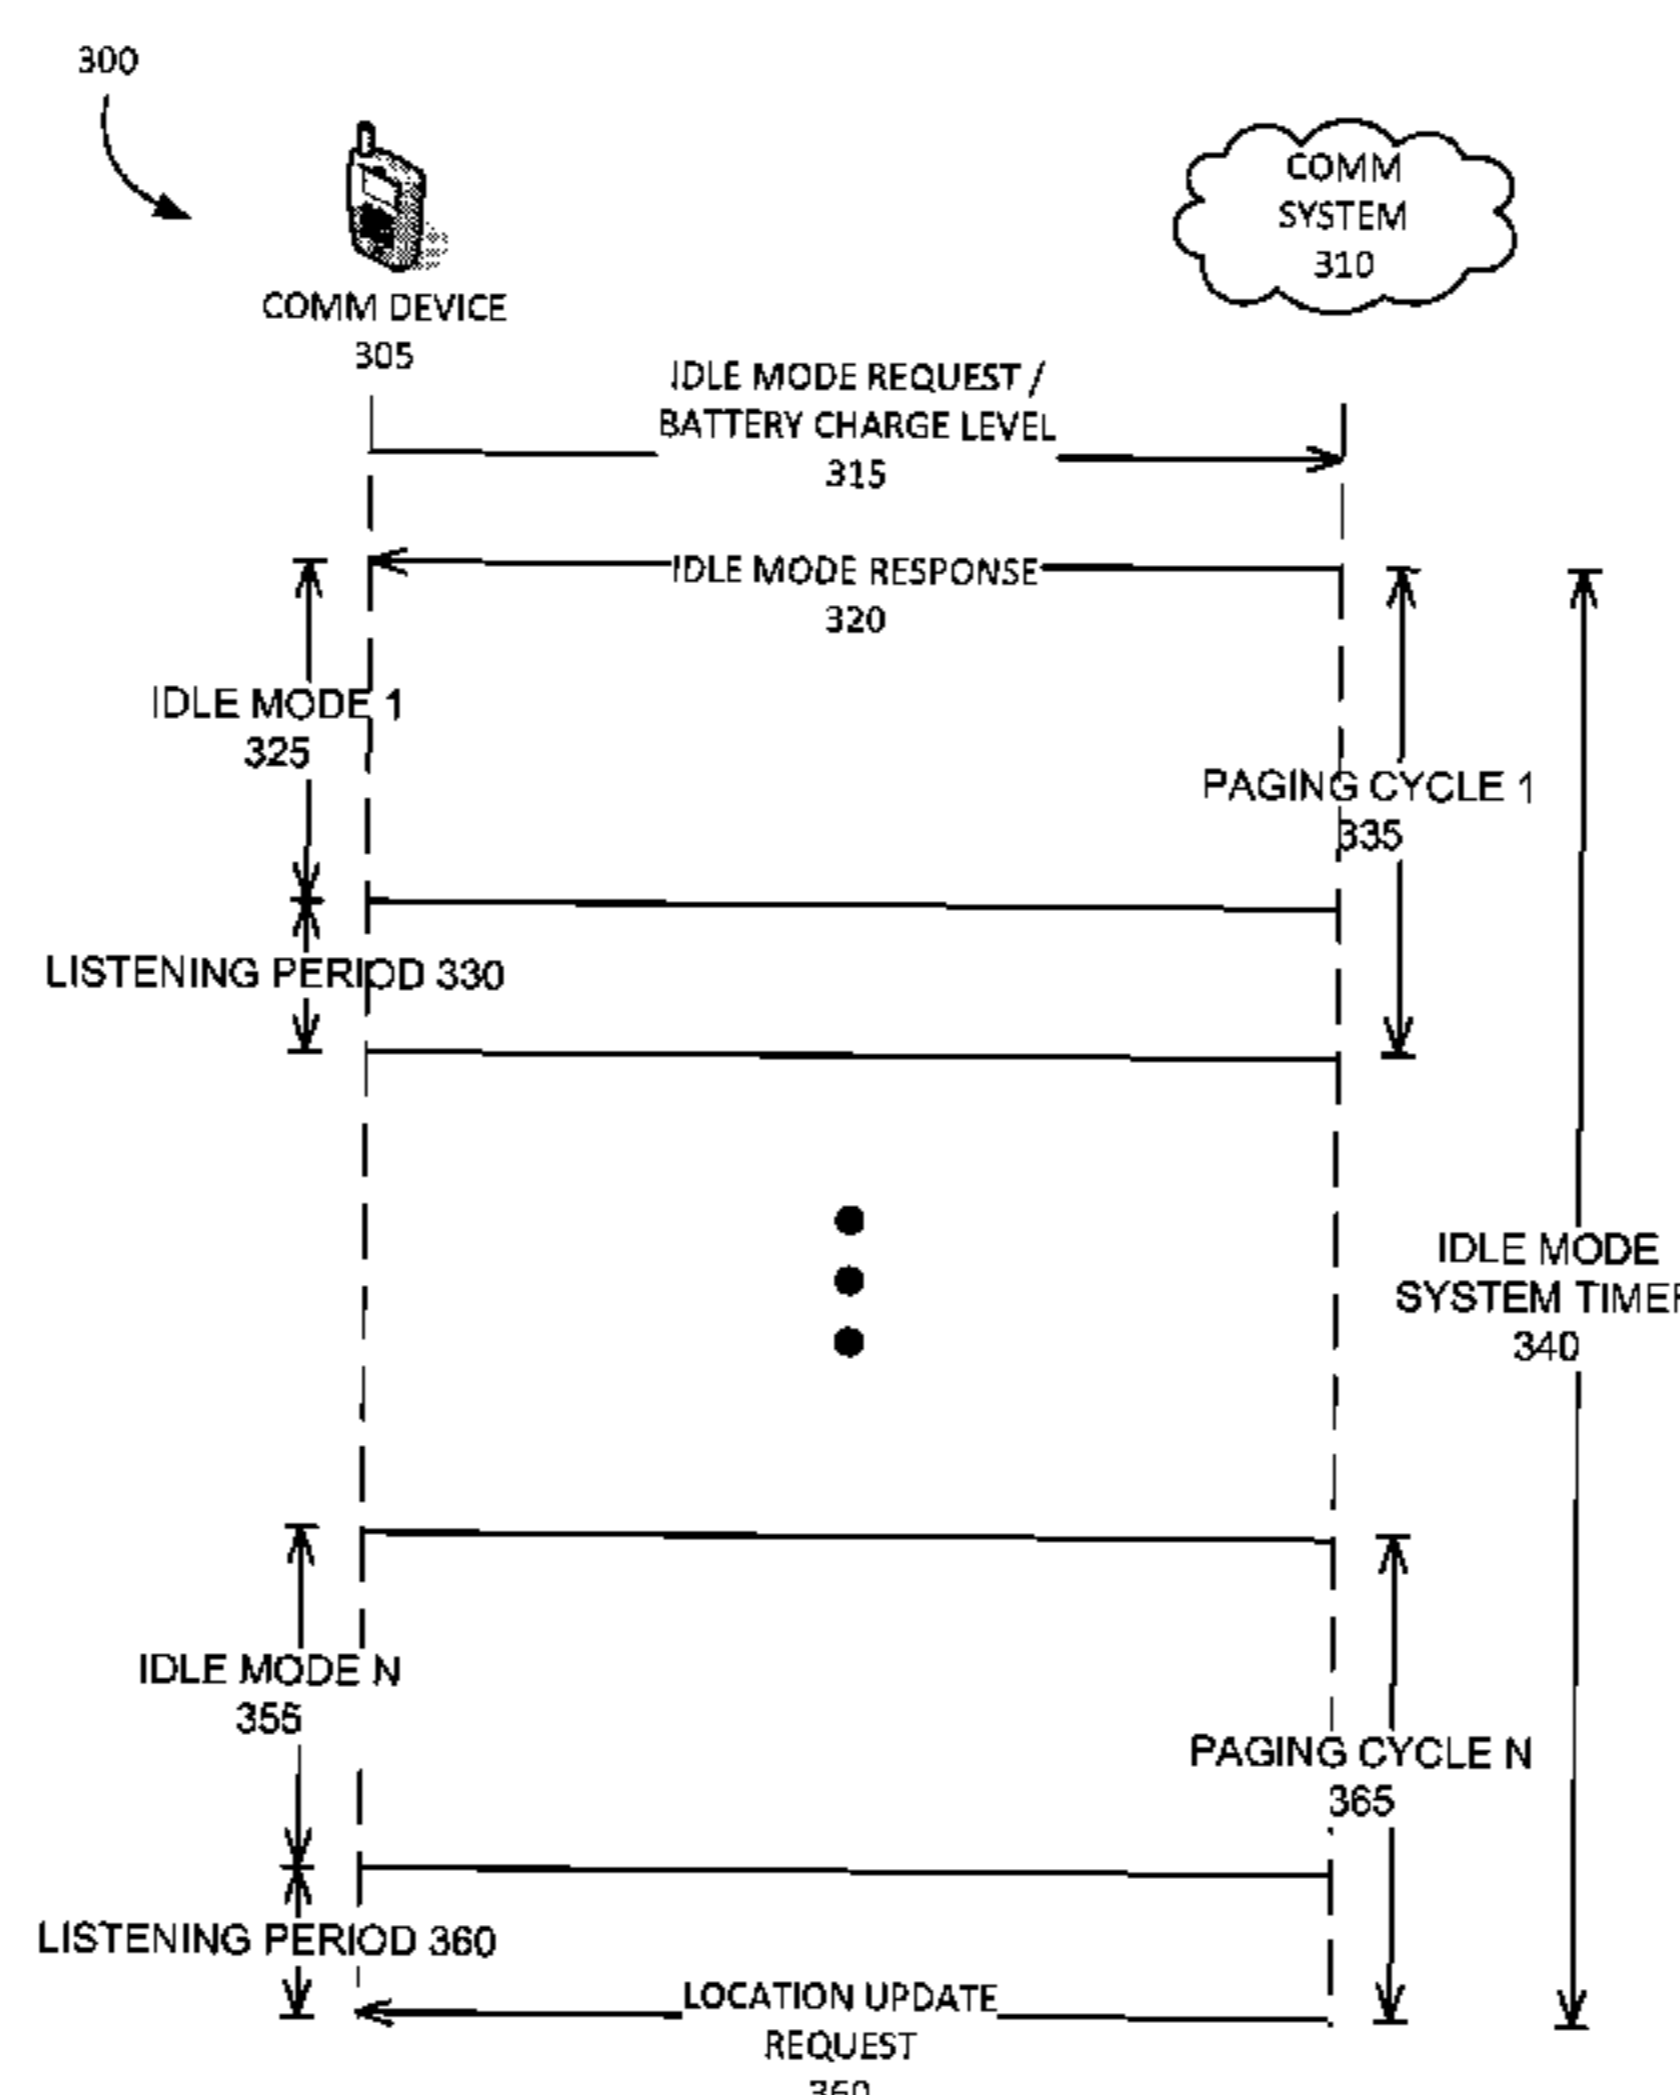 300
COMM
SYSTEM
310
COMM DEVICE
305
IDLE MODE REQUEST /
BATTERY CHARGE LEVEL
315
IDLE MODE RESPONSE
320
IDLE MODE 1
325
PAGING CYCLE 1
335
LISTENING PERIOD 330
IDLE MODE
SYSTEM TIMER
340
IDLE MODE N
355
PAGING CYCLE N
365
LISTENING PERIOD 360
LOCATION UPDATE
REQUEST